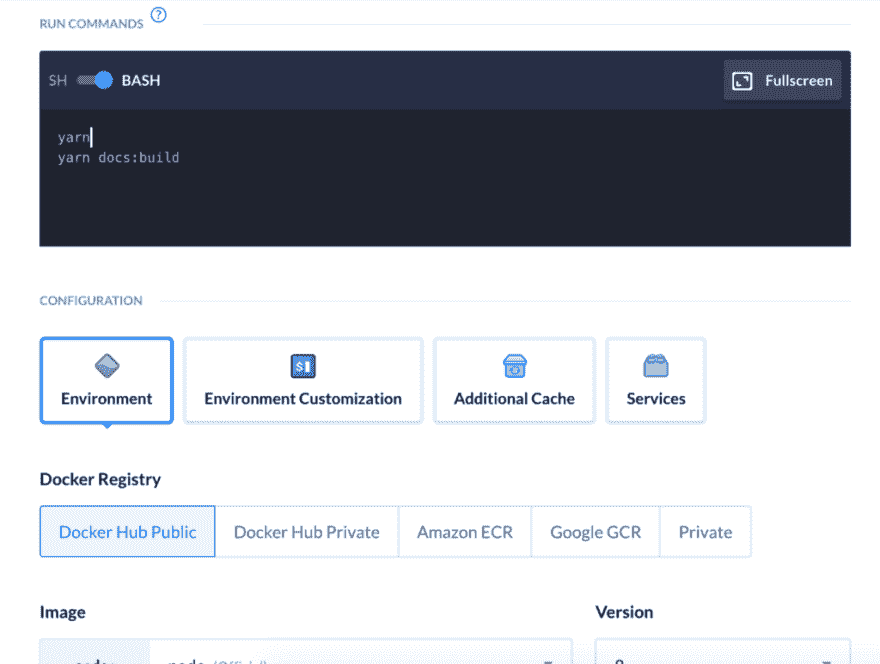 RUN COMMANDS ?
SH BASH Fullscreen
yarn
yarn docs:build
CONFIGURATION
Environment Environment Customization Additional Cache Services
Docker Registry
Docker Hub Public Docker Hub Private Amazon ECR Google GCR Private
Image Version